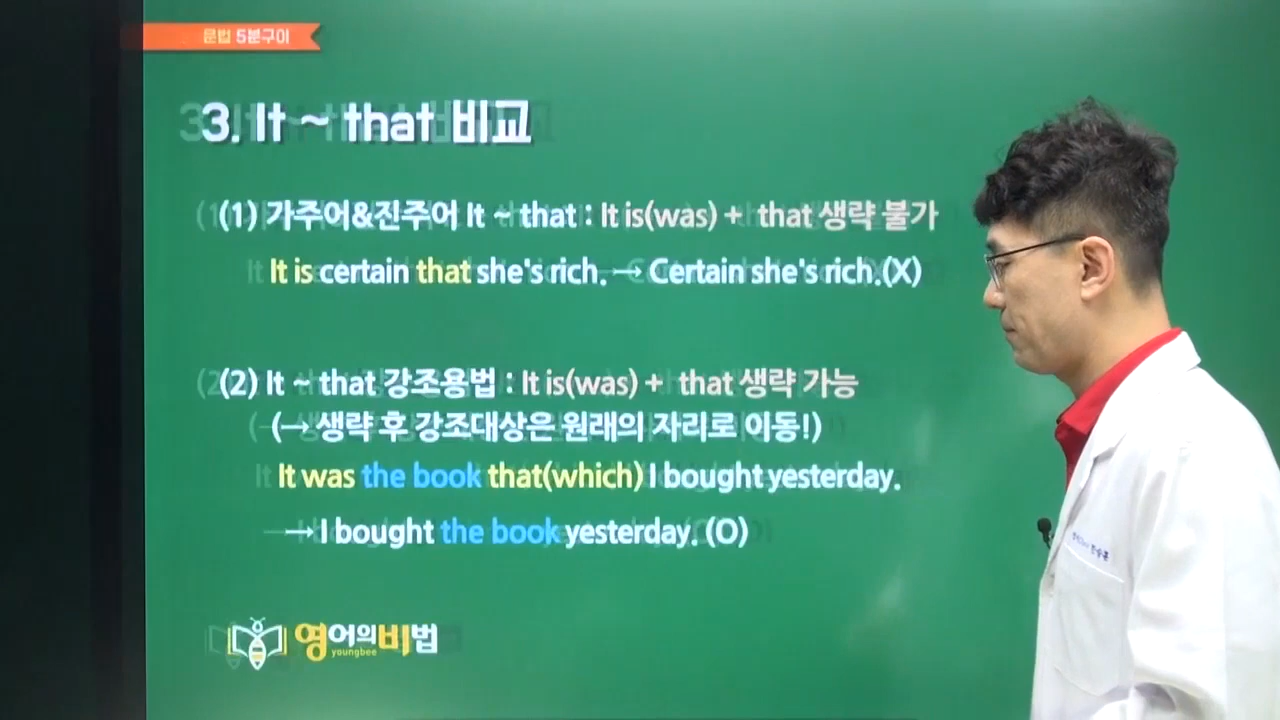 문법 5분구이
3. It ~ that 비교
(1) 가주어&진주어 It ~ that : It is(was) + that 생략 불가
It is certain that she's rich. → Certain she's rich.(X)
(2) It ~ that 강조용법 : It is(was) + that 생략 가능
(→ 생략 후 강조대상은 원래의 자리로 이동!)
It was the book that(which) I bought yesterday.
→ I bought the book yesterday. (O)
영어의비법
youngbee